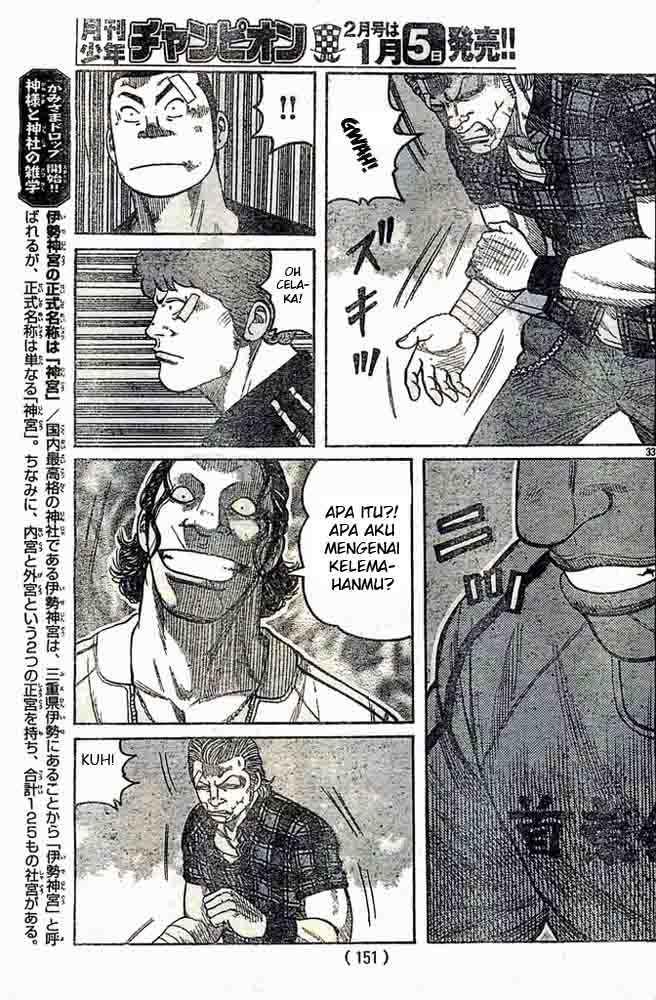 月刊
少年
チャンピオン
2月号は
1月5日発売!!
かみさまドロップ開始!!
神様と神社の雑学
伊勢神宮の正式名称は「神宮」/国内最高格の神社である伊勢神宮は、三重県伊勢にあることから「伊勢神宮」と呼
ばれるが、正式名称は単なる「神宮」。ちなみに、内宮と外宮という2つの正宮を持ち、合計125もの社宮がある。
GWAH!
ズキッ
!!
OH
CELA-
KA!
33
APA ITU?!
APA AKU
MENGENAI
KELEMA-
HANMU?
KUH!
(151)